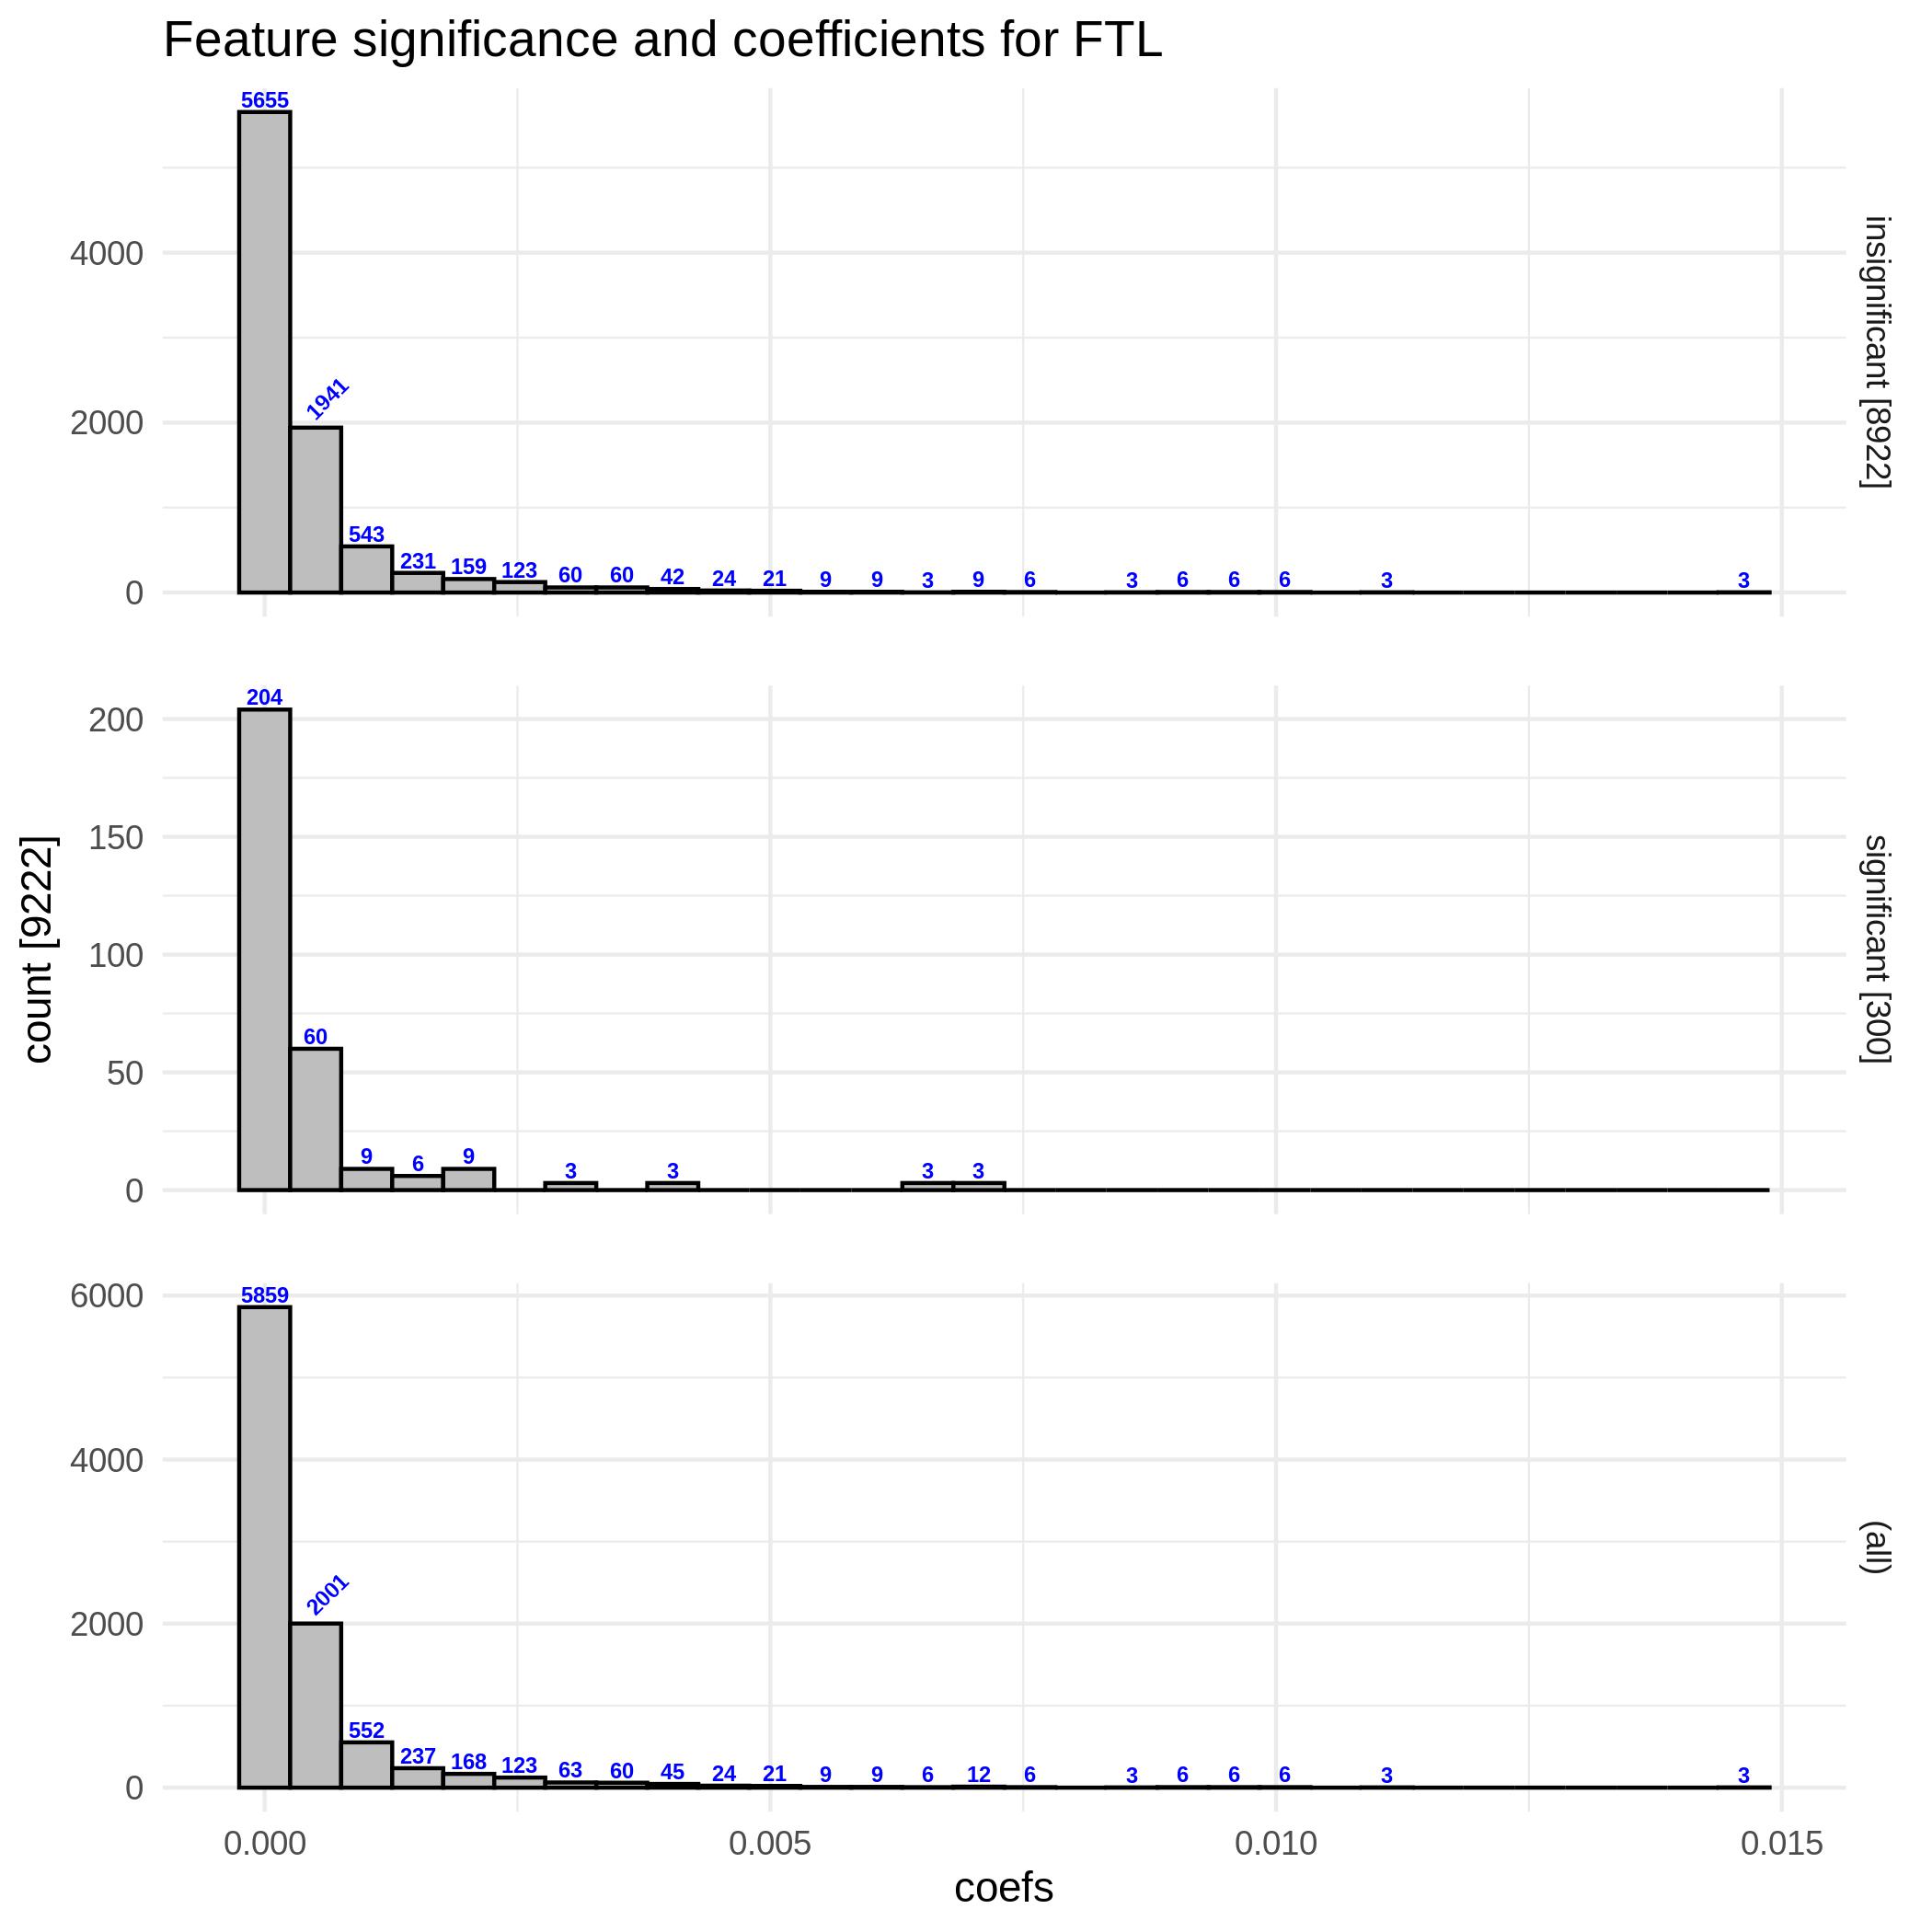 Feature significance and coefficients for FTL
5655
1941
543 231 159 123 60 60 42 24 21 9 9 3 9 6 3 6 6 6 3 3
4000
2000
0
insignificant [8922]
204
60
9 6 9 3 3 3 3
200
150
100
50
0
significant [300]
count [9222]
5859
2001
552 237 168 123 63 60 45 24 21 9 9 6 12 6 3 6 6 6 3 3
6000
4000
2000
0
(all)
0.000 0.005 0.010 0.015
coefs